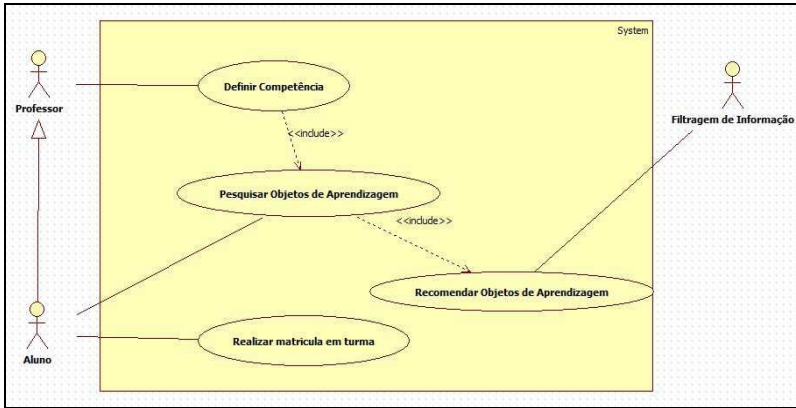 System
Definir Competência
Professor
Filtragem de Informação
<<include>>
Pesquisar Objetos de Aprendizagem
<<include>>
Recomendar Objetos de Aprendizagem
Realizar matricula em turma
Aluno